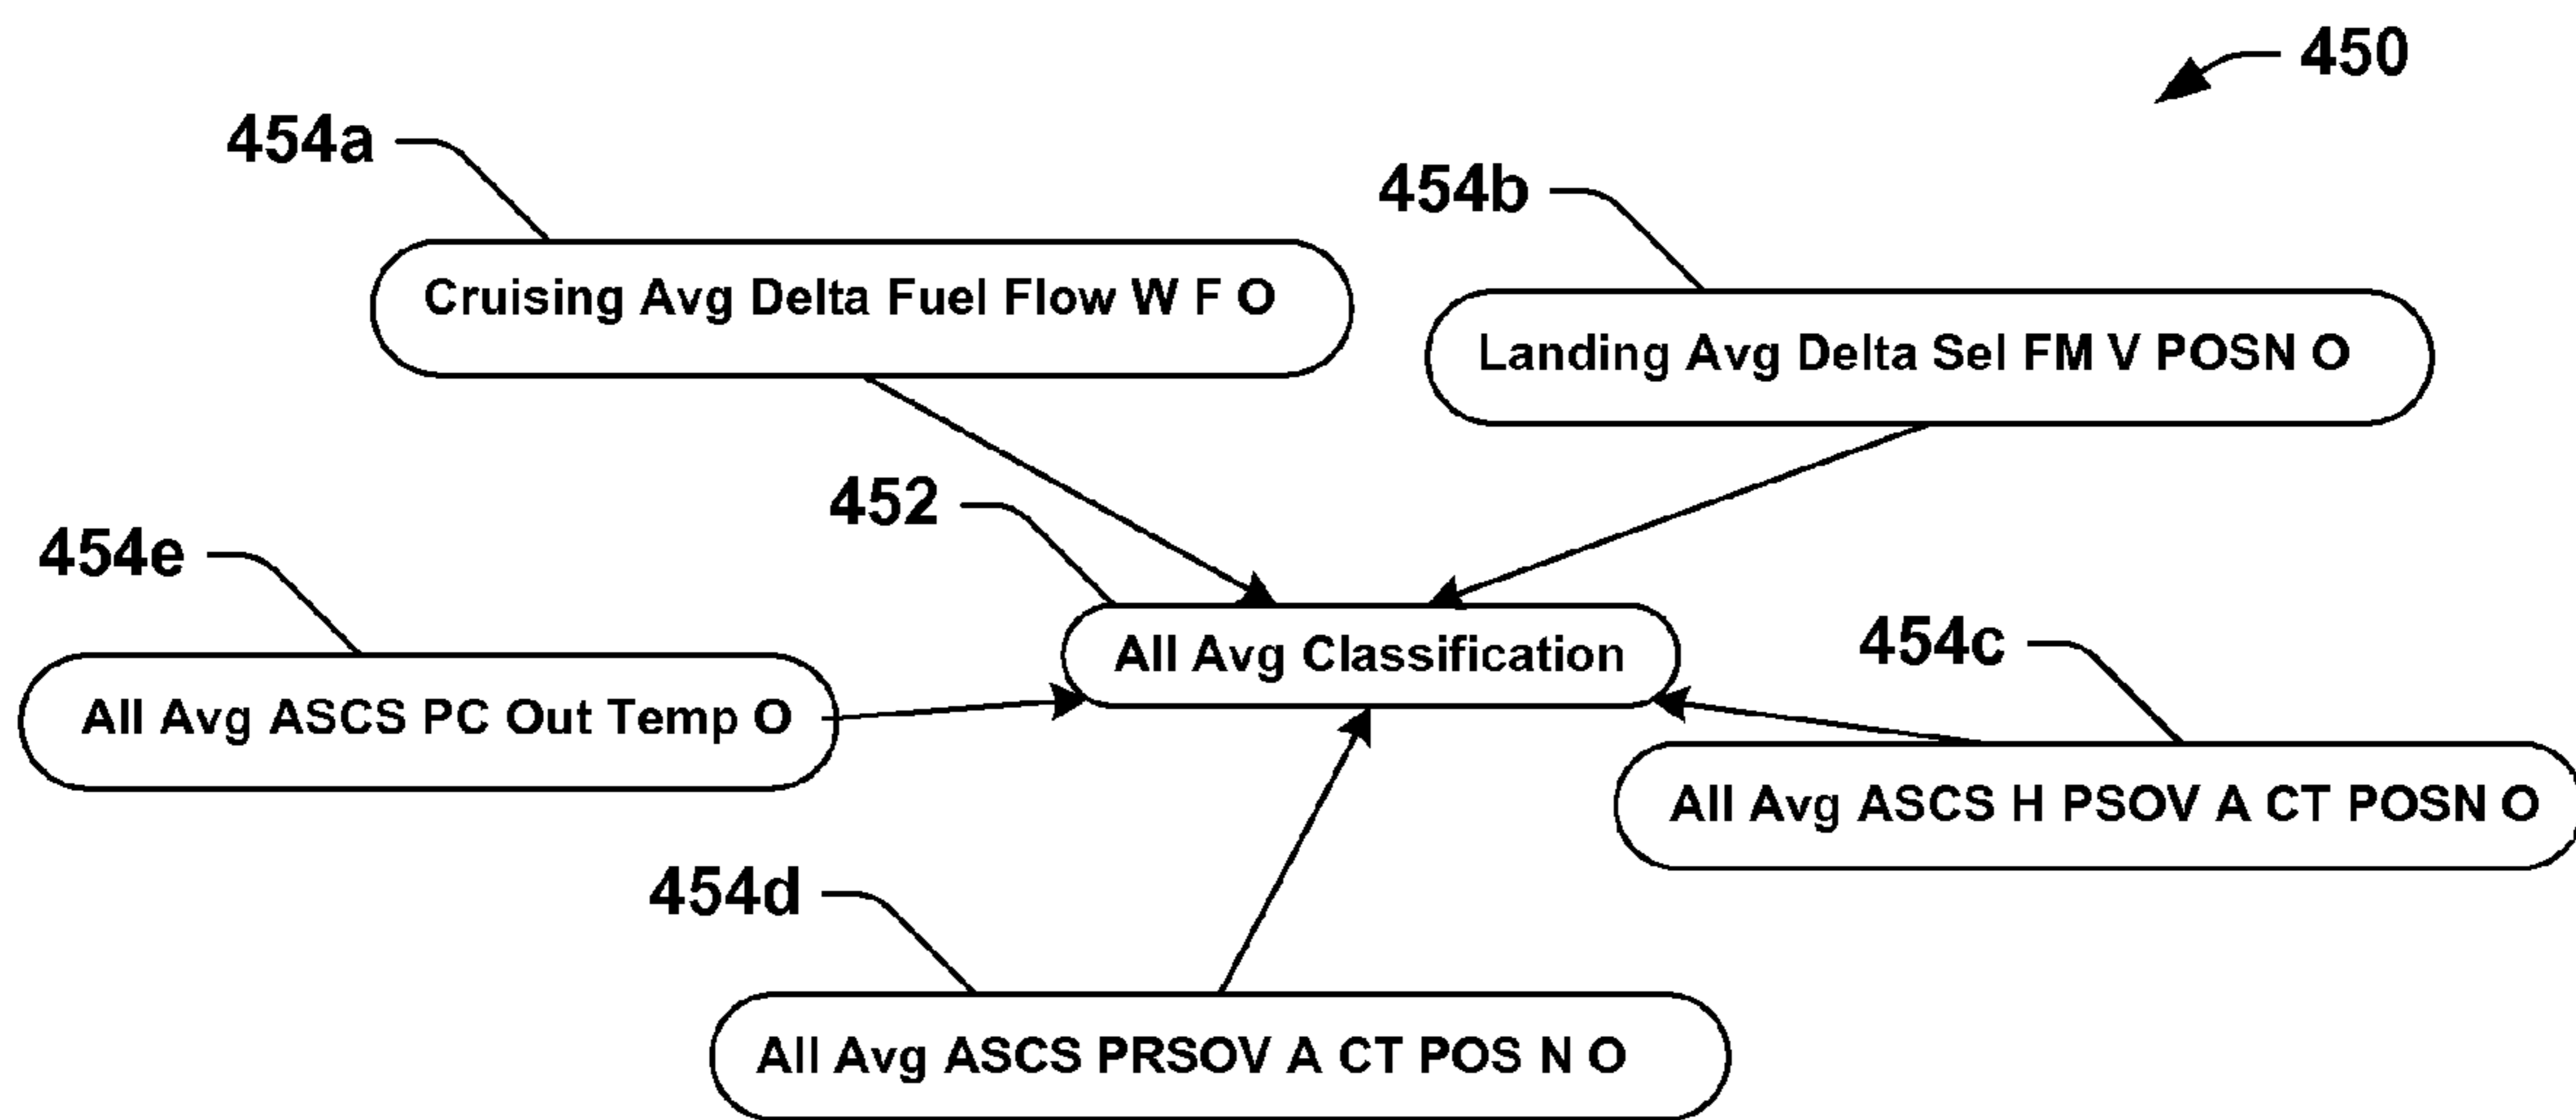 450
454a
454b
Cruising Avg Delta Fuel Flow W F O
Landing Avg Delta Sel FM V POSN O
452
454e
All Avg Classification
454c
All Avg ASCS PC Out Temp O
All Avg ASCS H PSOV A CT POSN O
454d
All Avg ASCS PRSOV A CT POS N O